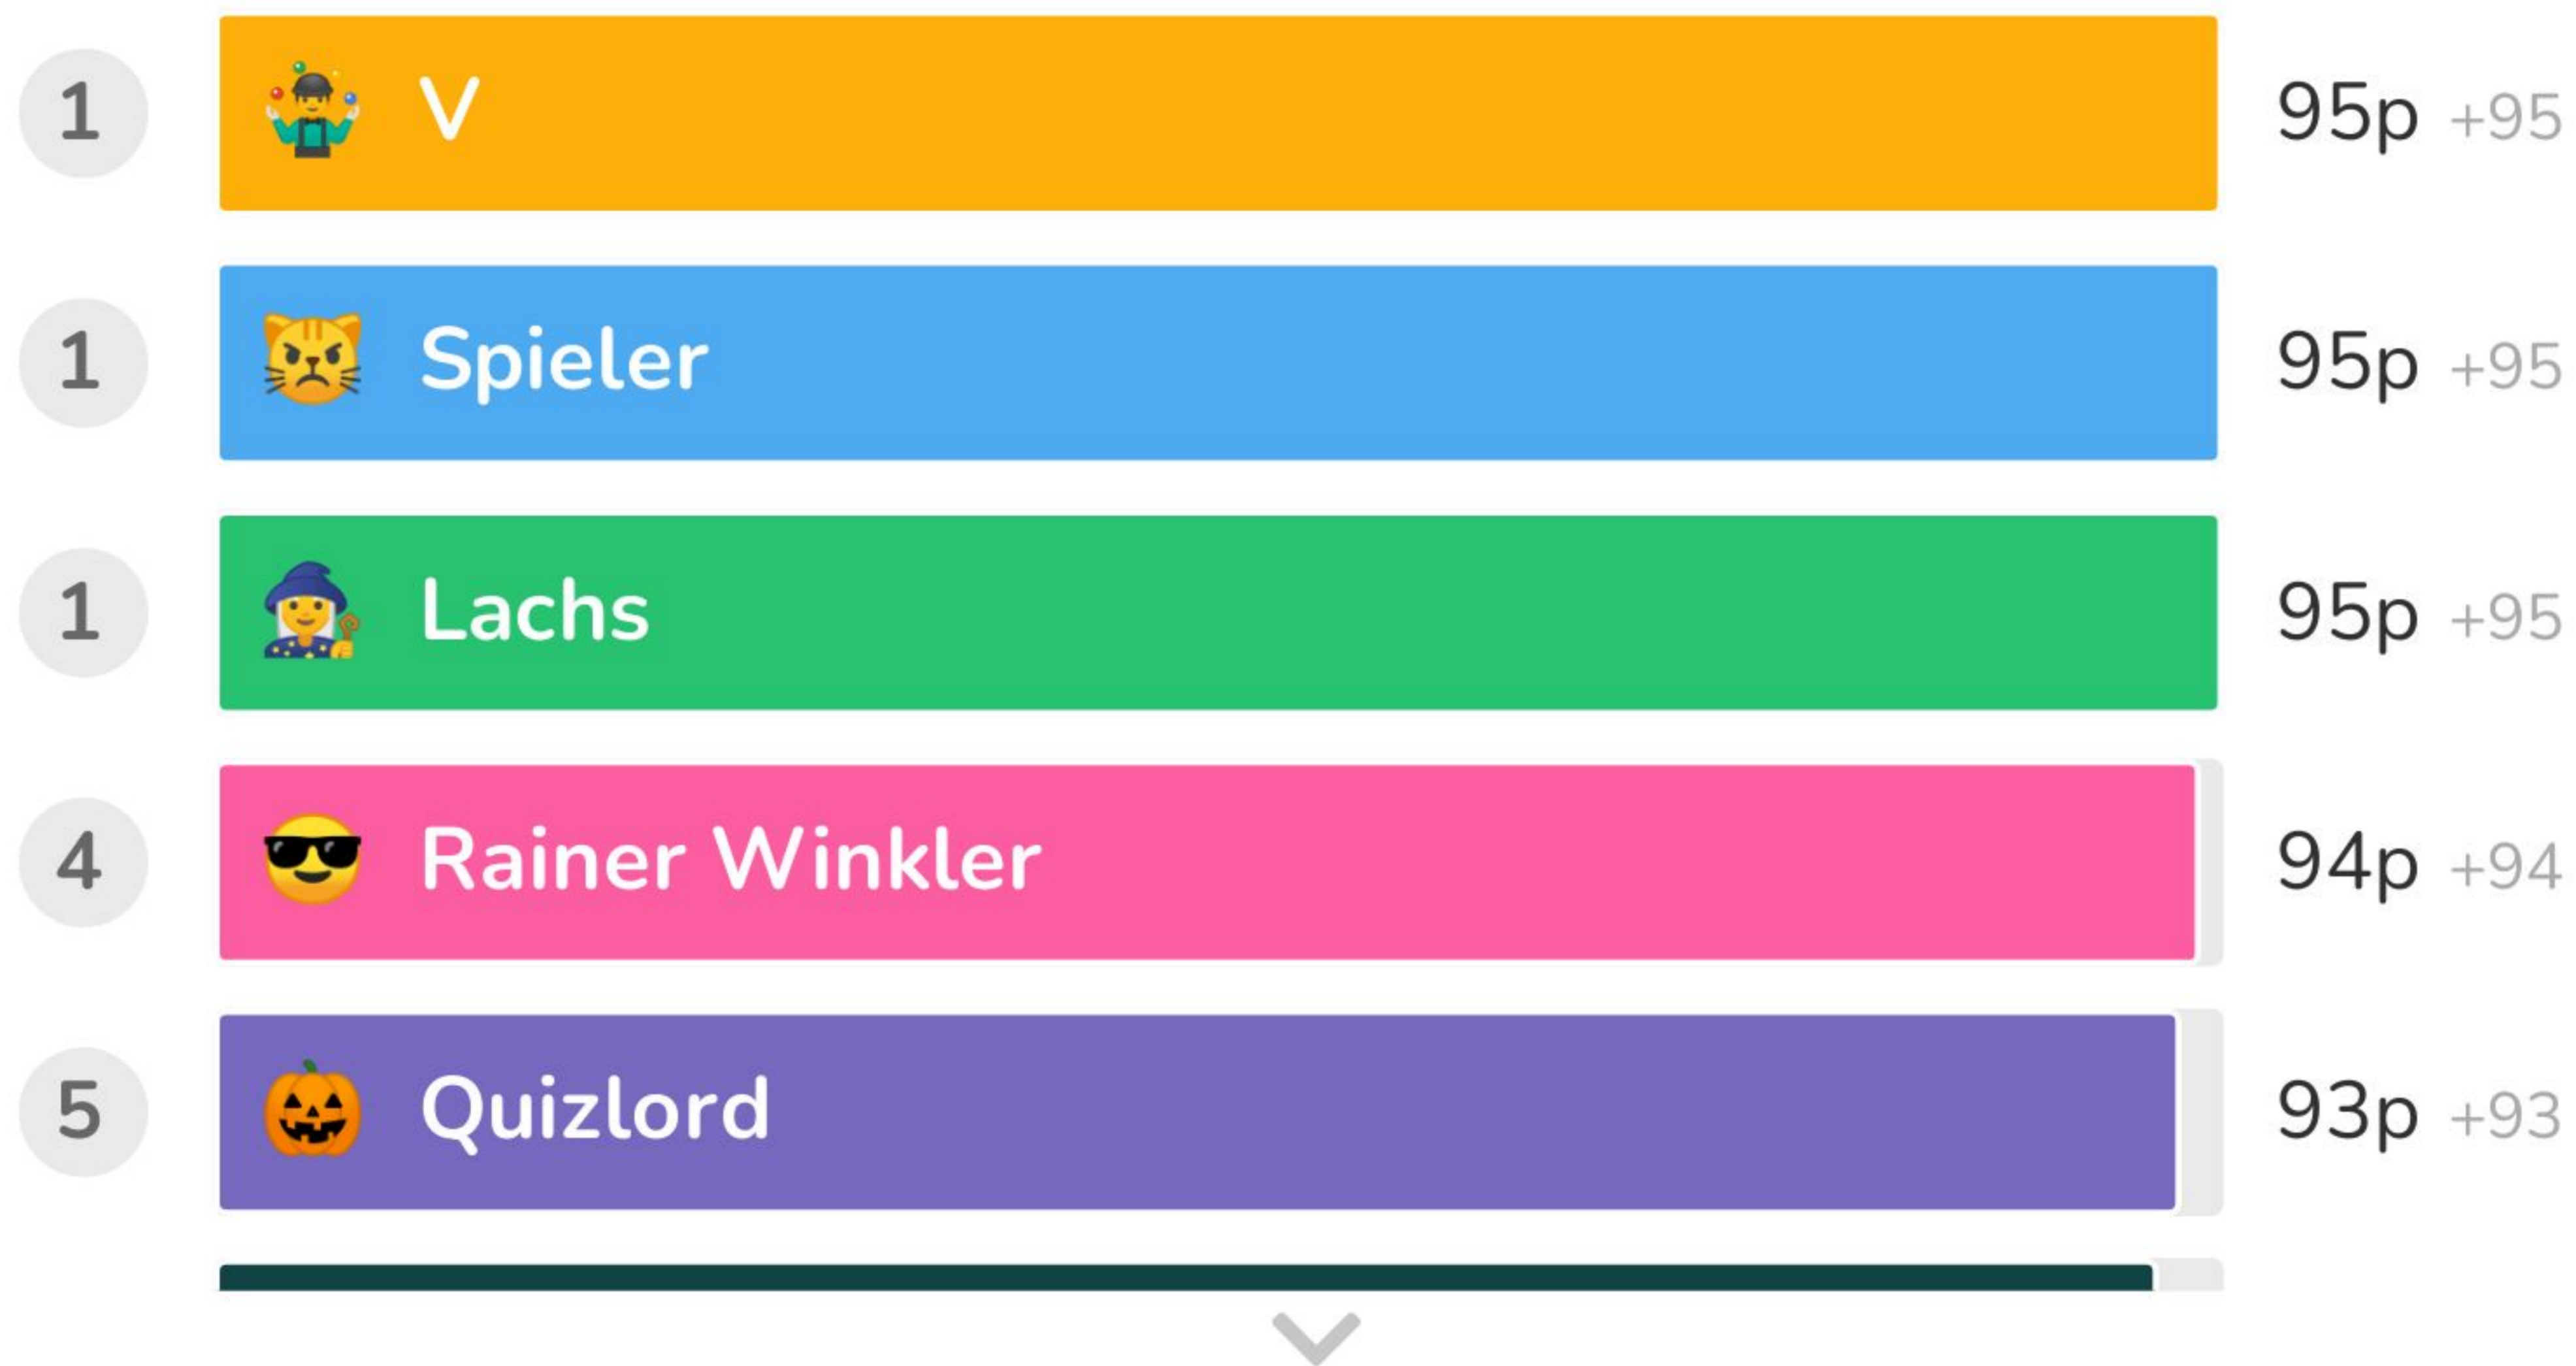 1 V 95p +95
1 Spieler 95p +95
1 Lachs 95p +95
4 Rainer Winkler 94p +94
5 Quizlord 93p +93